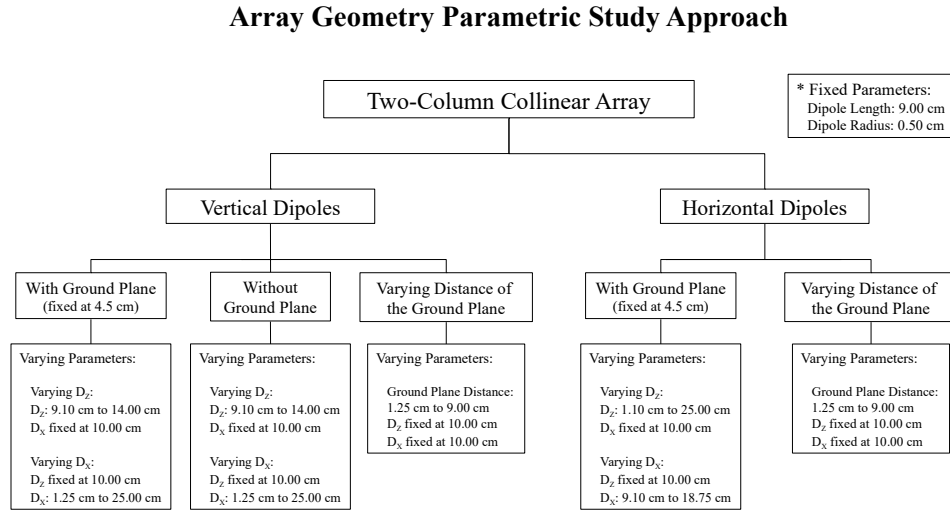 Array Geometry Parametric Study Approach
Two-Column Collinear Array
* Fixed Parameters:
Dipole Length: 9.00 cm
Dipole Radius: 0.50 cm
Vertical Dipoles
Horizontal Dipoles
With Ground Plane
(fixed at 4.5 cm)
Without
Ground Plane
Varying Distance of
the Ground Plane
With Ground Plane
(fixed at 4.5 cm)
Varying Distance of
the Ground Plane
Varying Parameters:
Varying D_Z:
D_Z: 9.10 cm to 14.00 cm
D_X fixed at 10.00 cm
Varying D_X:
D_Z fixed at 10.00 cm
D_X: 1.25 cm to 25.00 cm
Varying Parameters:
Varying D_Z:
D_Z: 9.10 cm to 14.00 cm
D_X fixed at 10.00 cm
Varying D_X:
D_Z fixed at 10.00 cm
D_X: 1.25 cm to 25.00 cm
Varying Parameters:
Ground Plane Distance:
1.25 cm to 9.00 cm
D_Z fixed at 10.00 cm
D_X fixed at 10.00 cm
Varying Parameters:
Varying D_Z:
D_Z: 1.10 cm to 25.00 cm
D_X fixed at 10.00 cm
Varying D_X:
D_Z fixed at 10.00 cm
D_X: 9.10 cm to 18.75 cm
Varying Parameters:
Ground Plane Distance:
1.25 cm to 9.00 cm
D_Z fixed at 10.00 cm
D_X fixed at 10.00 cm